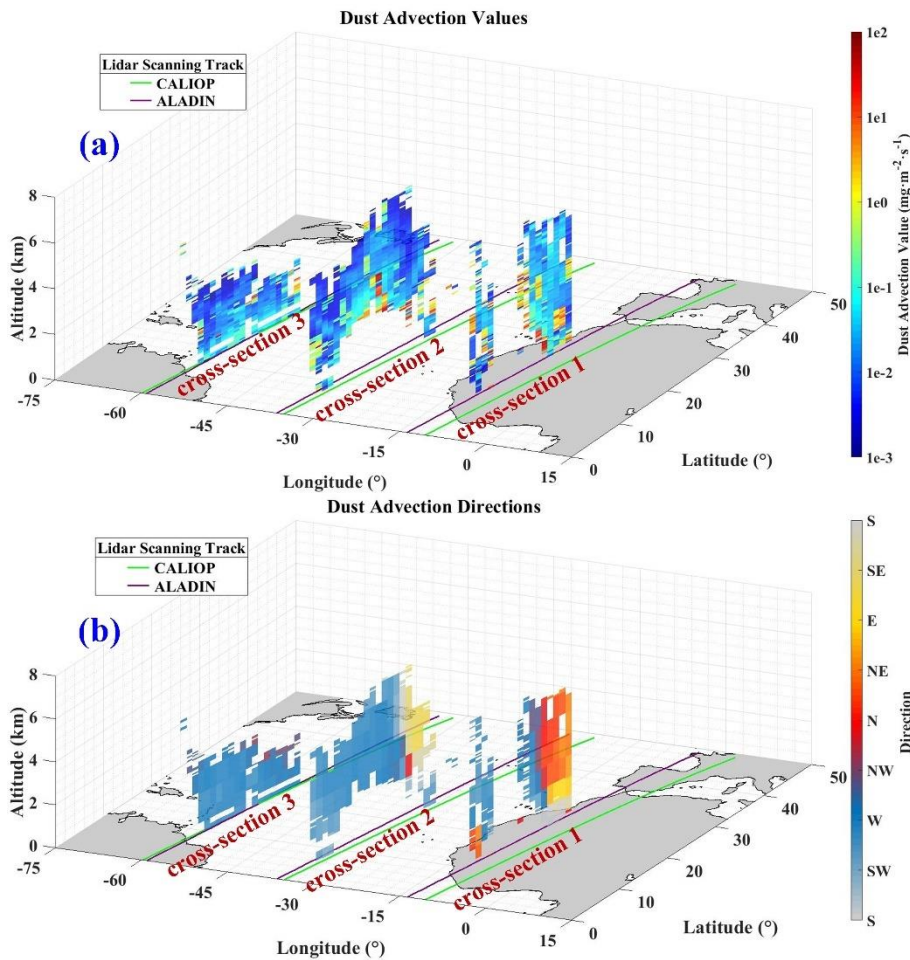 Dust Advection Values
Lidar Scanning Track
CALIOP
ALADIN
(a)
8
6
4
2
0
Altitude (km)
-75
-60
-45
-30
-15
0
15
Longitude (°)
0
10
20
30
40
50
Latitude (°)
cross-section 3
cross-section 2
cross-section 1
1e2
1e1
1e0
1e-1
1e-2
1e-3
Dust Advection Value (mg·m⁻²·s⁻¹)
Dust Advection Directions
Lidar Scanning Track
CALIOP
ALADIN
(b)
8
6
4
2
0
Altitude (km)
-75
-60
-45
-30
-15
0
15
Longitude (°)
0
10
20
30
40
50
Latitude (°)
cross-section 3
cross-section 2
cross-section 1
S
SE
E
NE
N
NW
W
SW
S
Direction